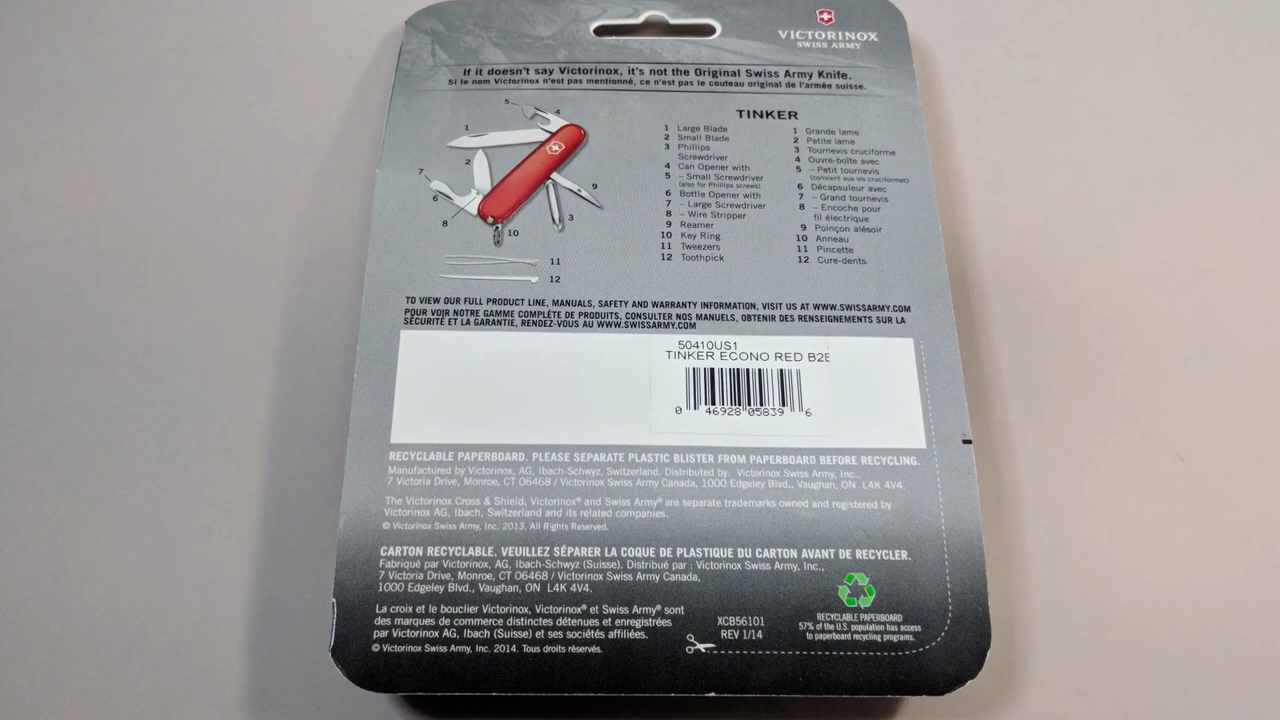 VICTORINOX
SWISS ARMY
If it doesn't say Victorinox, it's not the Original Swiss Army Knife.
Si le nom Victorinox n'est pas mentionné, ce n'est pas le couteau original de l'armée suisse.
5
4
1
2
7
6
8
9
3
10
11
12
TINKER
1 Large Blade
2 Small Blade
3 Phillips
Screwdriver
4 Can Opener with
5 – Small Screwdriver
(also for Phillips screws)
6 Bottle Opener with
7 – Large Screwdriver
8 – Wire Stripper
9 Reamer
10 Key Ring
11 Tweezers
12 Toothpick
1 Grande lame
2 Petite lame
3 Tournevis cruciforme
4 Ouvre-boîte avec
5 – Petit tournevis
(convient aux vis cruciformes)
6 Décapsuleur avec
7 – Grand tournevis
8 – Encoche pour
fil électrique
9 Poinçon alésoir
10 Anneau
11 Pincette
12 Cure-dents
TO VIEW OUR FULL PRODUCT LINE, MANUALS, SAFETY AND WARRANTY INFORMATION, VISIT US AT WWW.SWISSARMY.COM
POUR VOIR NOTRE GAMME COMPLÈTE DE PRODUITS, CONSULTER NOS MANUELS, OBTENIR DES RENSEIGNEMENTS SUR LA
SÉCURITÉ ET LA GARANTIE, RENDEZ-VOUS AU WWW.SWISSARMY.COM
50410US1
TINKER ECONO RED B2E
0 46928 05839 6
RECYCLABLE PAPERBOARD. PLEASE SEPARATE PLASTIC BLISTER FROM PAPERBOARD BEFORE RECYCLING.
Manufactured by Victorinox, AG, Ibach-Schwyz, Switzerland, Distributed by: Victorinox Swiss Army, Inc.,
7 Victoria Drive, Monroe, CT 06468 / Victorinox Swiss Army Canada, 1000 Edgeley Blvd., Vaughan, ON L4K 4V4.
The Victorinox Cross & Shield, Victorinox® and Swiss Army® are separate trademarks owned and registered by
Victorinox AG, Ibach, Switzerland and its related companies.
© Victorinox Swiss Army, Inc. 2013. All Rights Reserved.
CARTON RECYCLABLE. VEUILLEZ SÉPARER LA COQUE DE PLASTIQUE DU CARTON AVANT DE RECYCLER.
Fabriqué par Victorinox, AG, Ibach-Schwyz (Suisse). Distribué par : Victorinox Swiss Army, Inc.,
7 Victoria Drive, Monroe, CT 06468 / Victorinox Swiss Army Canada,
1000 Edgeley Blvd., Vaughan, ON L4K 4V4.
La croix et le bouclier Victorinox, Victorinox® et Swiss Army® sont
des marques de commerce distinctes détenues et enregistrées
par Victorinox AG, Ibach (Suisse) et ses sociétés affiliées.
© Victorinox Swiss Army, Inc. 2014. Tous droits réservés.
XCB56101
REV 1/14
RECYCLABLE PAPERBOARD
57% of the U.S. population has access
to paperboard recycling programs.